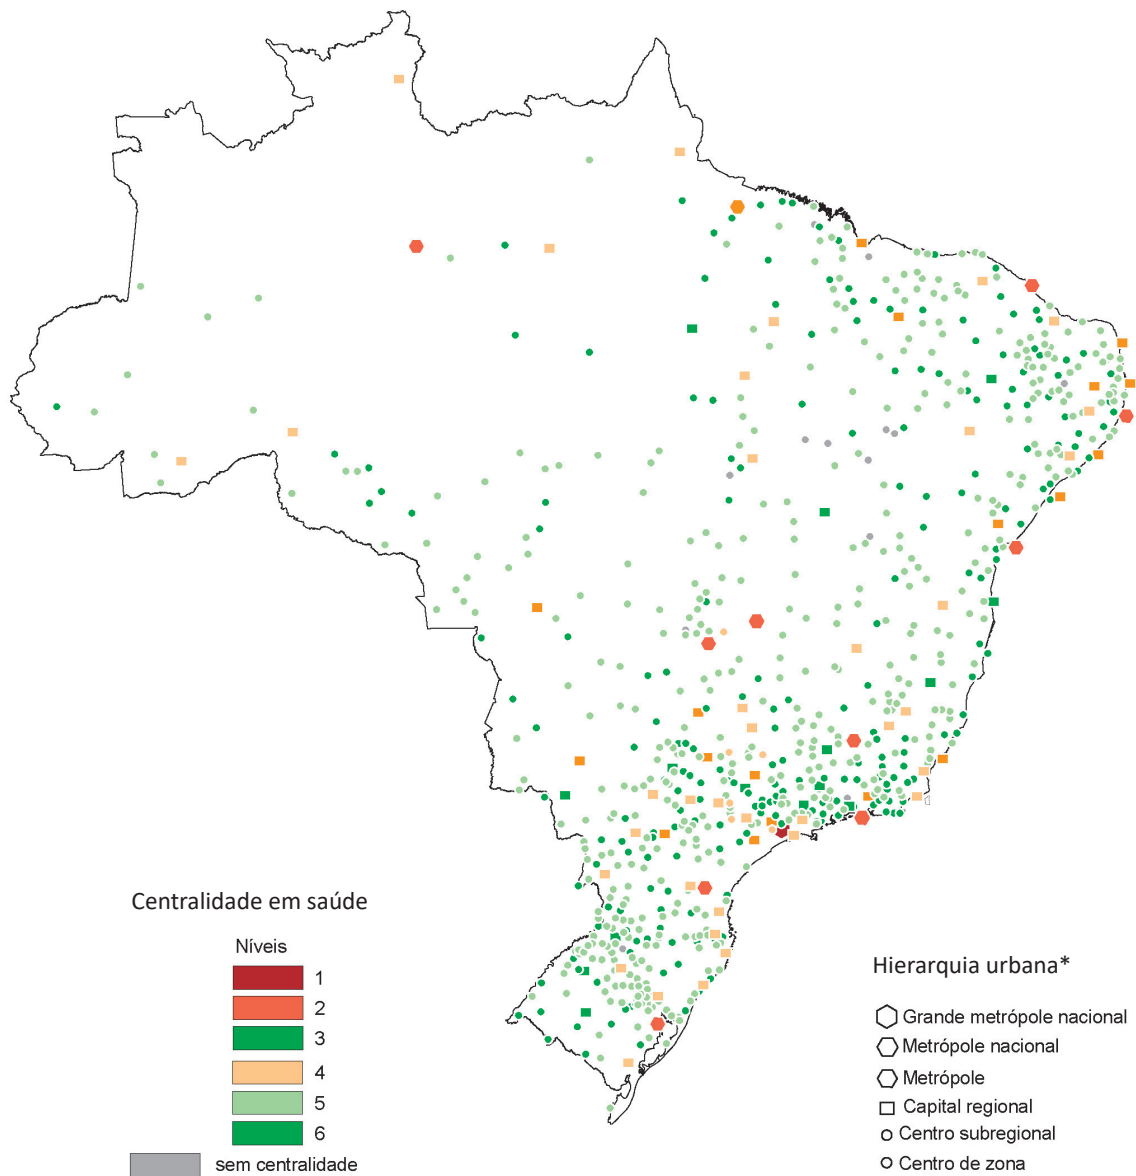 Centralidade em saúde
Níveis
1
2
3
4
5
6
sem centralidade
Hierarquia urbana*
Grande metrópole nacional
Metrópole nacional
Metrópole
Capital regional
Centro subregional
Centro de zona